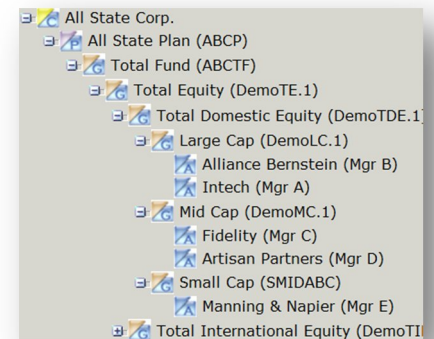 All State Corp.
All State Plan (ABCP)
Total Fund (ABCTF)
Total Equity (DemoTE.1)
Total Domestic Equity (DemoTDE.1)
Large Cap (DemoLC.1)
Alliance Bernstein (Mgr B)
Intech (Mgr A)
Mid Cap (DemoMC.1)
Fidelity (Mgr C)
Artisan Partners (Mgr D)
Small Cap (SMIDABC)
Manning & Napier (Mgr E)
Total International Equity